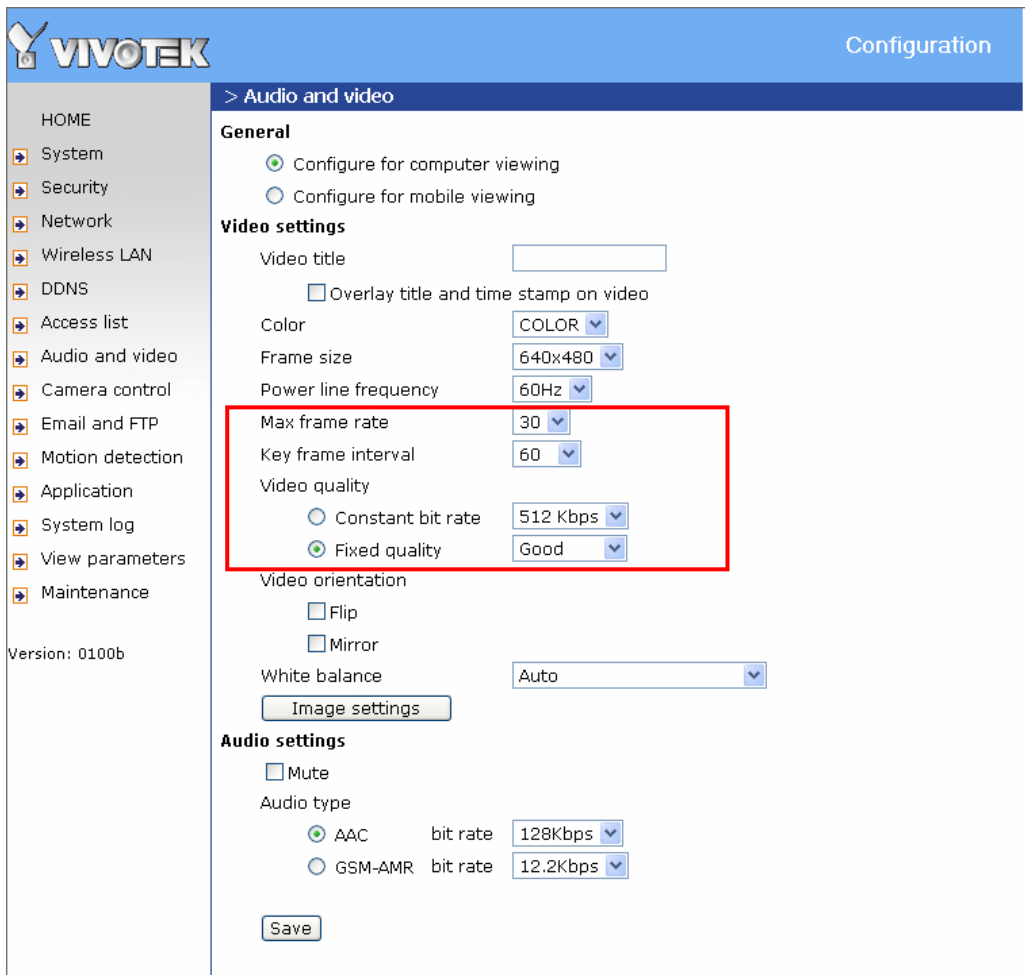 VIVOTEK
Configuration
HOME
System
Security
Network
Wireless LAN
DDNS
Access list
Audio and video
Camera control
Email and FTP
Motion detection
Application
System log
View parameters
Maintenance
Version: 0100b
> Audio and video
General
Configure for computer viewing
Configure for mobile viewing
Video settings
Video title
Overlay title and time stamp on video
Color COLOR
Frame size 640x480
Power line frequency 60Hz
Max frame rate 30
Key frame interval 60
Video quality
Constant bit rate 512 Kbps
Fixed quality Good
Video orientation
Flip
Mirror
White balance Auto
Image settings
Audio settings
Mute
Audio type
AAC bit rate 128Kbps
GSM-AMR bit rate 12.2Kbps
Save